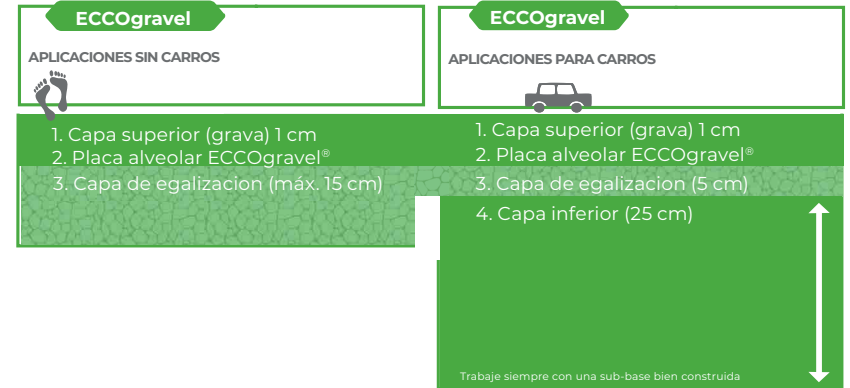 ECCOgravel
APLICACIONES SIN CARROS
1. Capa superior (grava) 1 cm
2. Placa alveolar ECCOgravel®
3. Capa de egalizacion (máx. 15 cm)
ECCOgravel
APLICACIONES PARA CARROS
1. Capa superior (grava) 1 cm
2. Placa alveolar ECCOgravel®
3. Capa de egalizacion (5 cm)
4. Capa inferior (25 cm)
Trabaje siempre con una sub-base bien construida